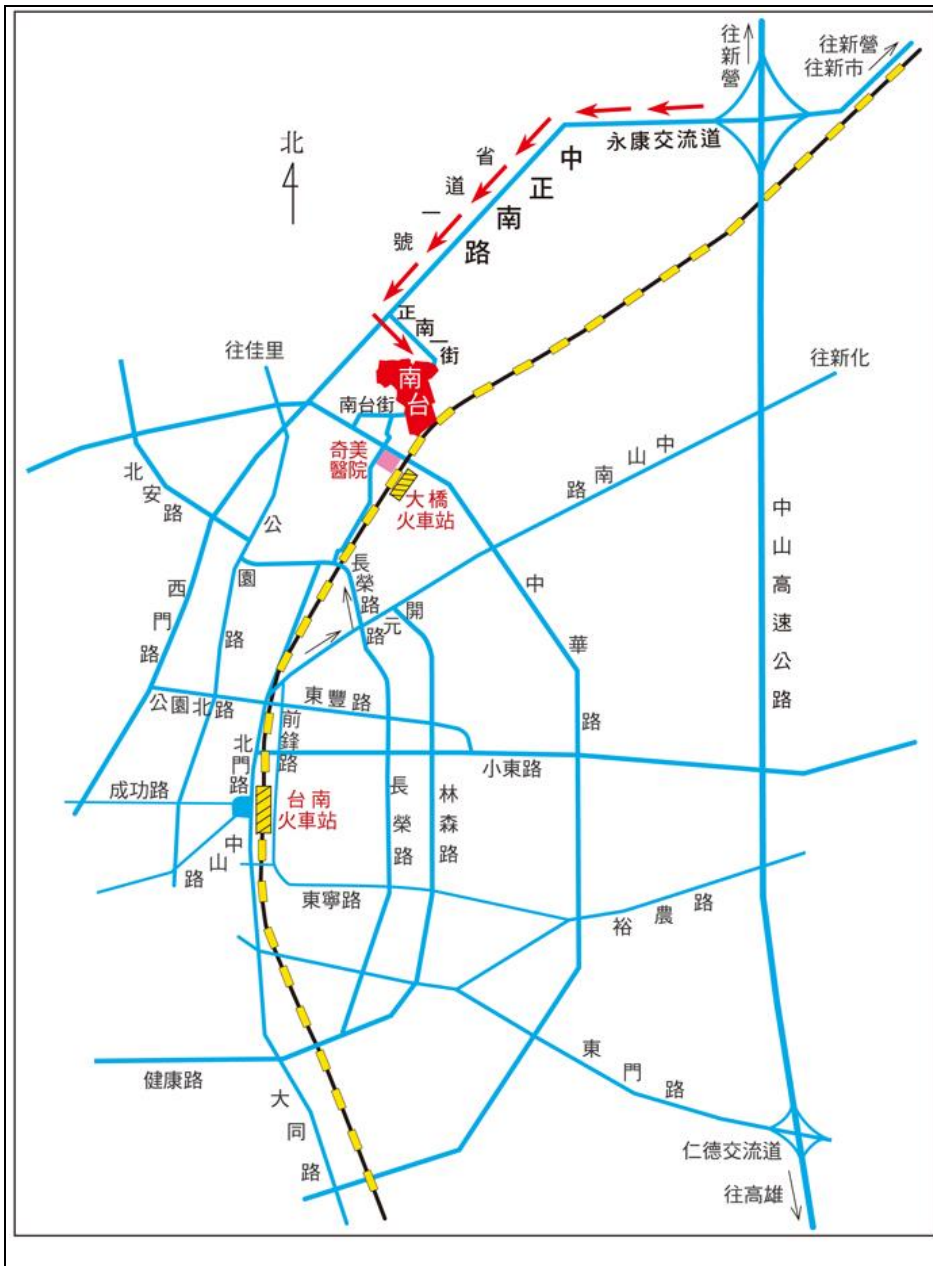 往新營
往新營
往新市
永康交流道
北
省道一號
中正南路
正南一街
往佳里
南台
往新化
南台街
奇美
醫院
大橋
火車站
中山南路
北安路
公園路
長榮路
開元路
中華路
中山高速公路
西門路
公園北路
東豐路
前鋒路
北門路
小東路
成功路
台南
火車站
長榮路
林森路
中山路
東寧路
裕農路
東門路
健康路
大同路
仁德交流道
往高雄